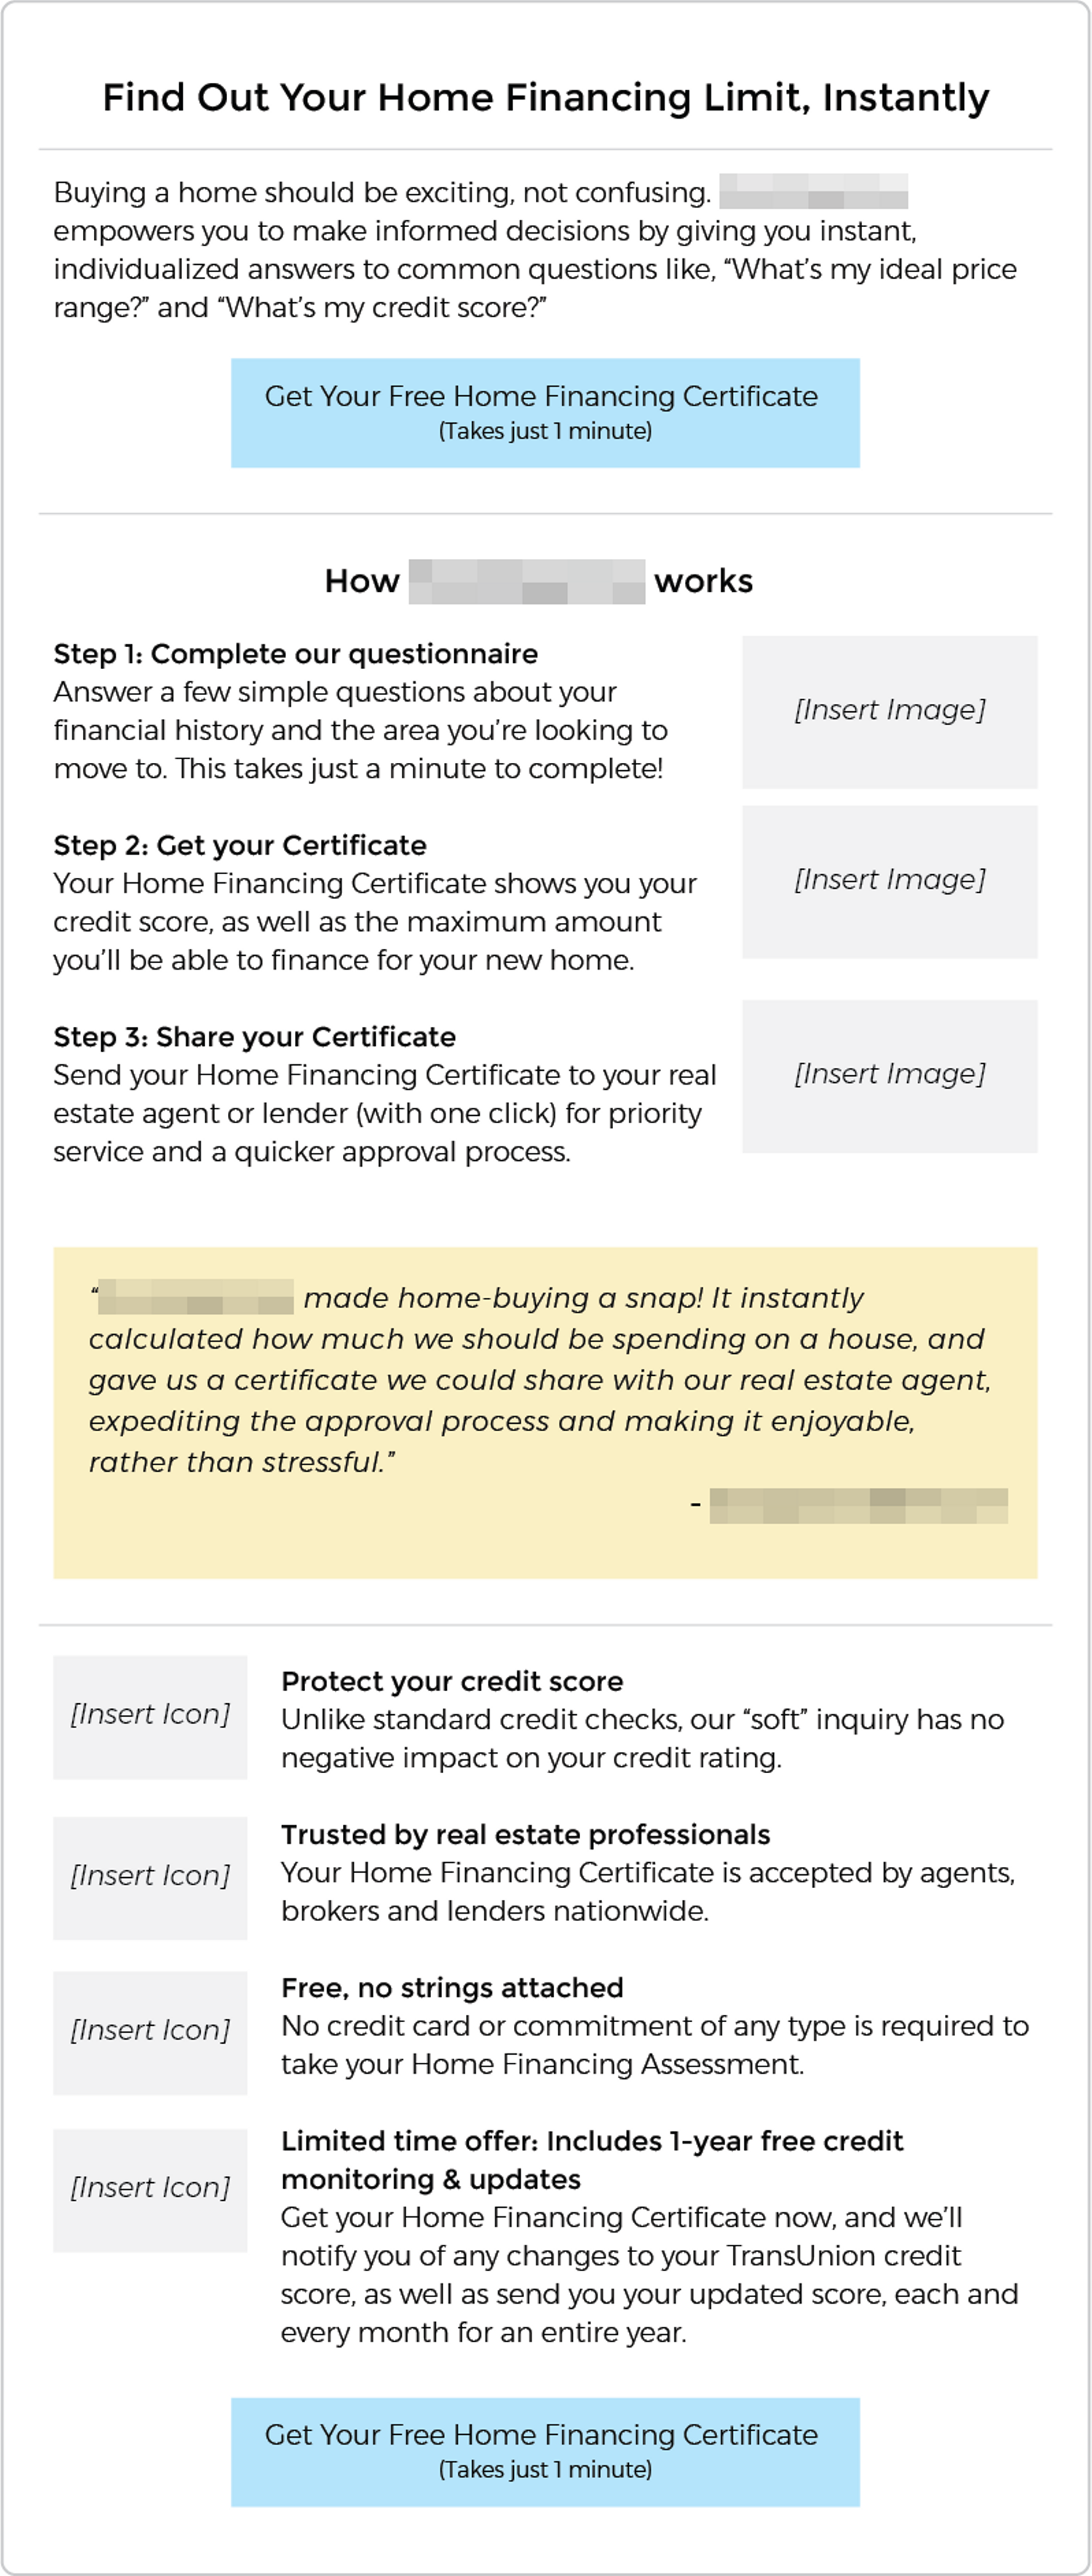 Find Out Your Home Financing Limit, Instantly
Buying a home should be exciting, not confusing.
empowers you to make informed decisions by giving you instant,
individualized answers to common questions like, “What’s my ideal price
range?” and “What’s my credit score?”
Get Your Free Home Financing Certificate
(Takes just 1 minute)
How works
Step 1: Complete our questionnaire
Answer a few simple questions about your
financial history and the area you’re looking to
move to. This takes just a minute to complete!
[Insert Image]
Step 2: Get your Certificate
Your Home Financing Certificate shows you your
credit score, as well as the maximum amount
you’ll be able to finance for your new home.
[Insert Image]
Step 3: Share your Certificate
Send your Home Financing Certificate to your real
estate agent or lender (with one click) for priority
service and a quicker approval process.
[Insert Image]
“ made home-buying a snap! It instantly
calculated how much we should be spending on a house, and
gave us a certificate we could share with our real estate agent,
expediting the approval process and making it enjoyable,
rather than stressful.”
-
[Insert Icon]
Protect your credit score
Unlike standard credit checks, our “soft” inquiry has no
negative impact on your credit rating.
[Insert Icon]
Trusted by real estate professionals
Your Home Financing Certificate is accepted by agents,
brokers and lenders nationwide.
[Insert Icon]
Free, no strings attached
No credit card or commitment of any type is required to
take your Home Financing Assessment.
[Insert Icon]
Limited time offer: Includes 1-year free credit
monitoring & updates
Get your Home Financing Certificate now, and we’ll
notify you of any changes to your TransUnion credit
score, as well as send you your updated score, each and
every month for an entire year.
Get Your Free Home Financing Certificate
(Takes just 1 minute)